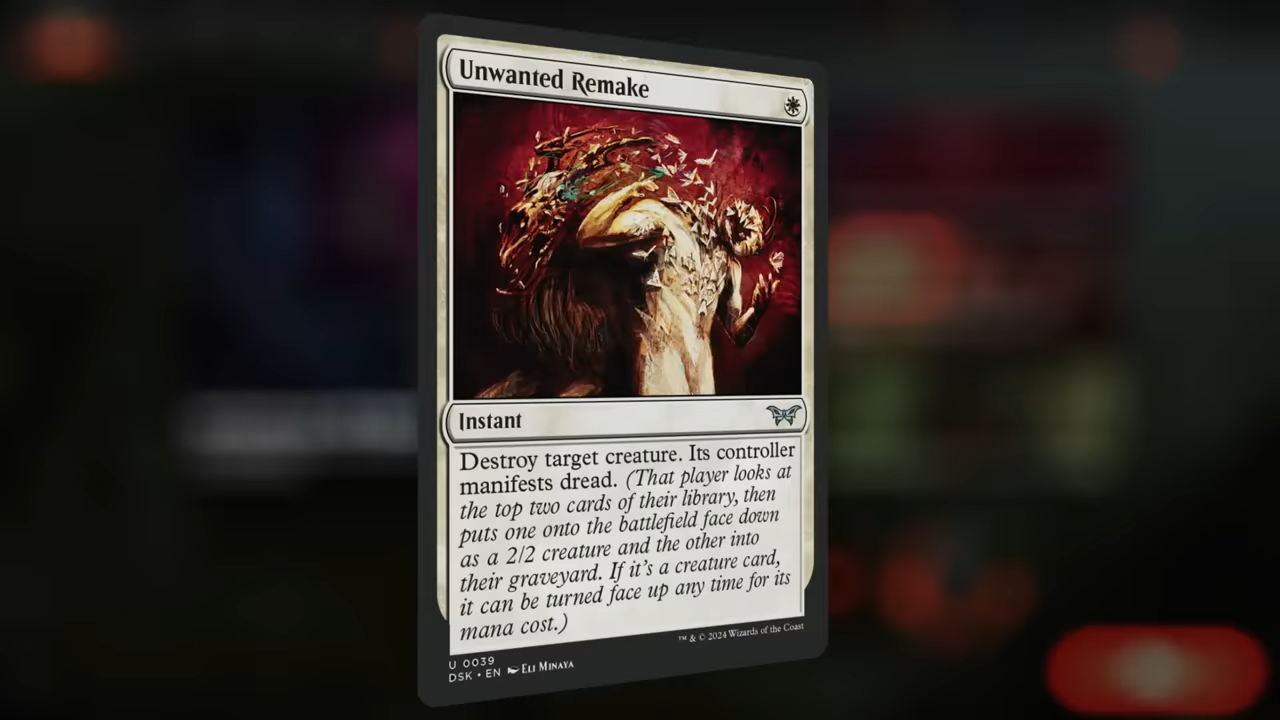 Unwanted Remake
Instant
Destroy target creature. Its controller
manifests dread. (That player looks at
the top two cards of their library, then
puts one onto the battlefield face down
as a 2/2 creature and the other into
their graveyard. If it's a creature card,
it can be turned face up any time for its
mana cost.)
™ & © 2024 Wizards of the Coast
U 0039
DSK • EN Eli Minaya